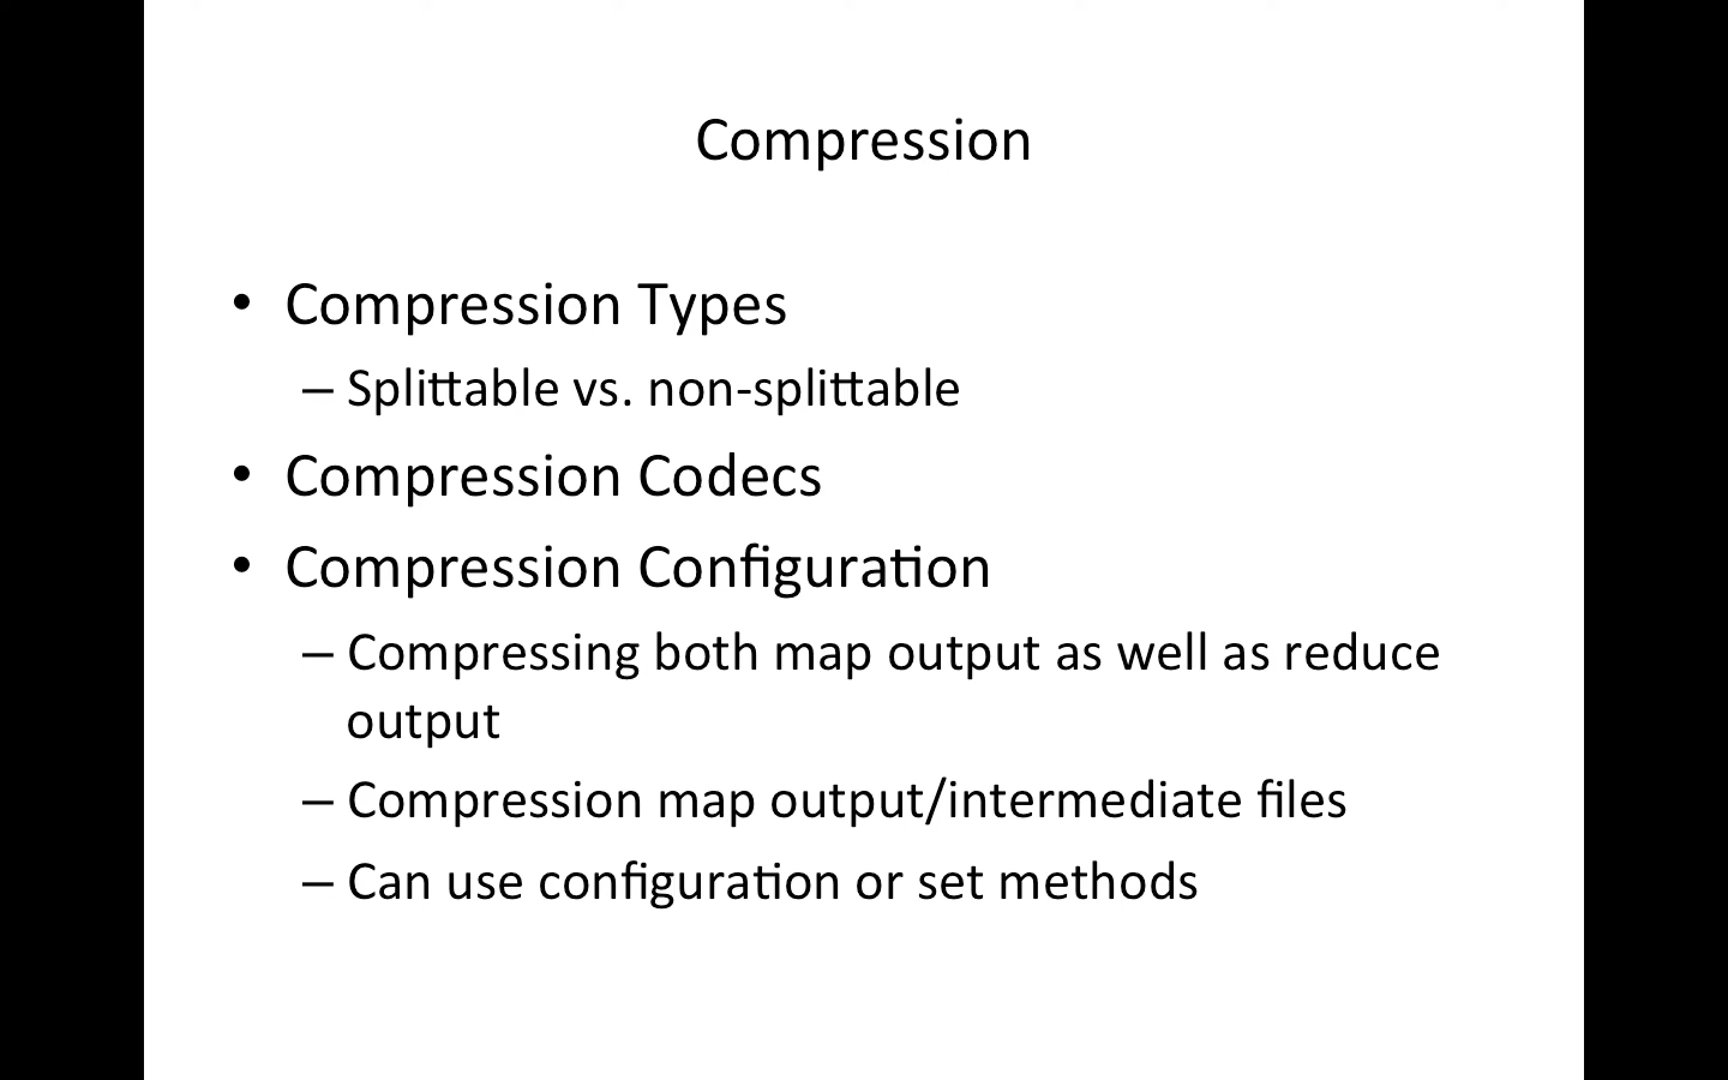 Compression
• Compression Types
– Splittable vs. non-splittable
• Compression Codecs
• Compression Configuration
– Compressing both map output as well as reduce
output
– Compression map output/intermediate files
– Can use configuration or set methods